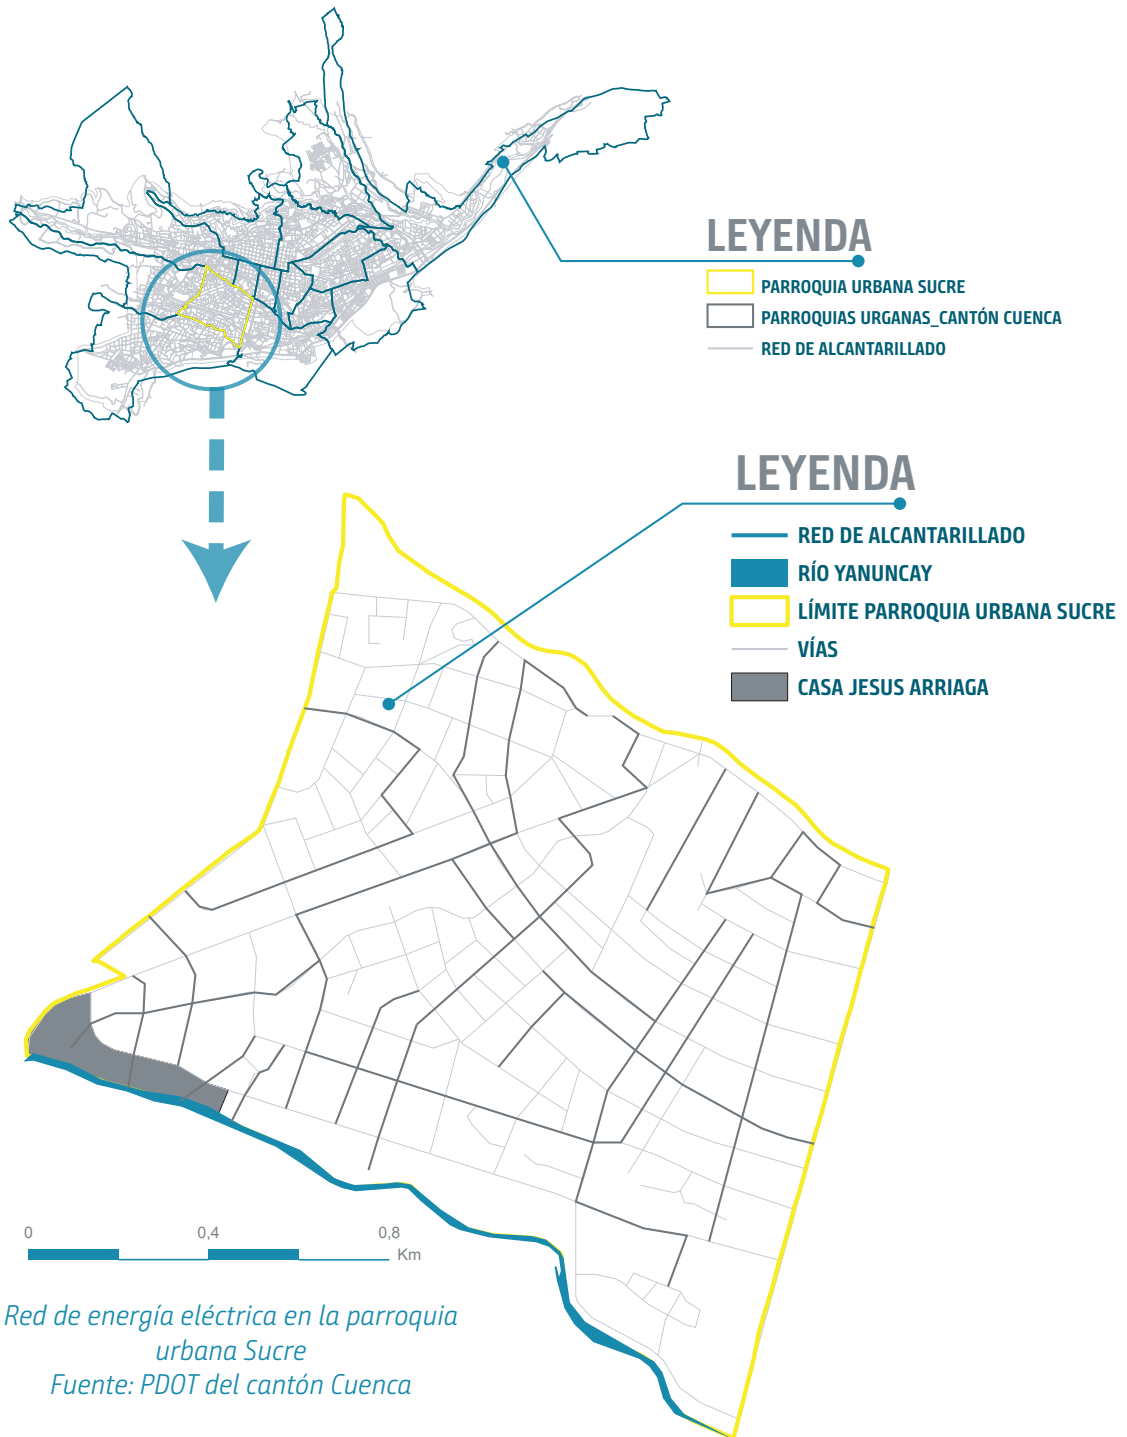 LEYENDA
PARROQUIA URBANA SUCRE
PARROQUIAS URGANAS_CANTÓN CUENCA
RED DE ALCANTARILLADO
LEYENDA
RED DE ALCANTARILLADO
RÍO YANUNCAY
LÍMITE PARROQUIA URBANA SUCRE
VÍAS
CASA JESUS ARRIAGA
0 0,4 0,8
Km
Red de energía eléctrica en la parroquia
urbana Sucre
Fuente: PDOT del cantón Cuenca